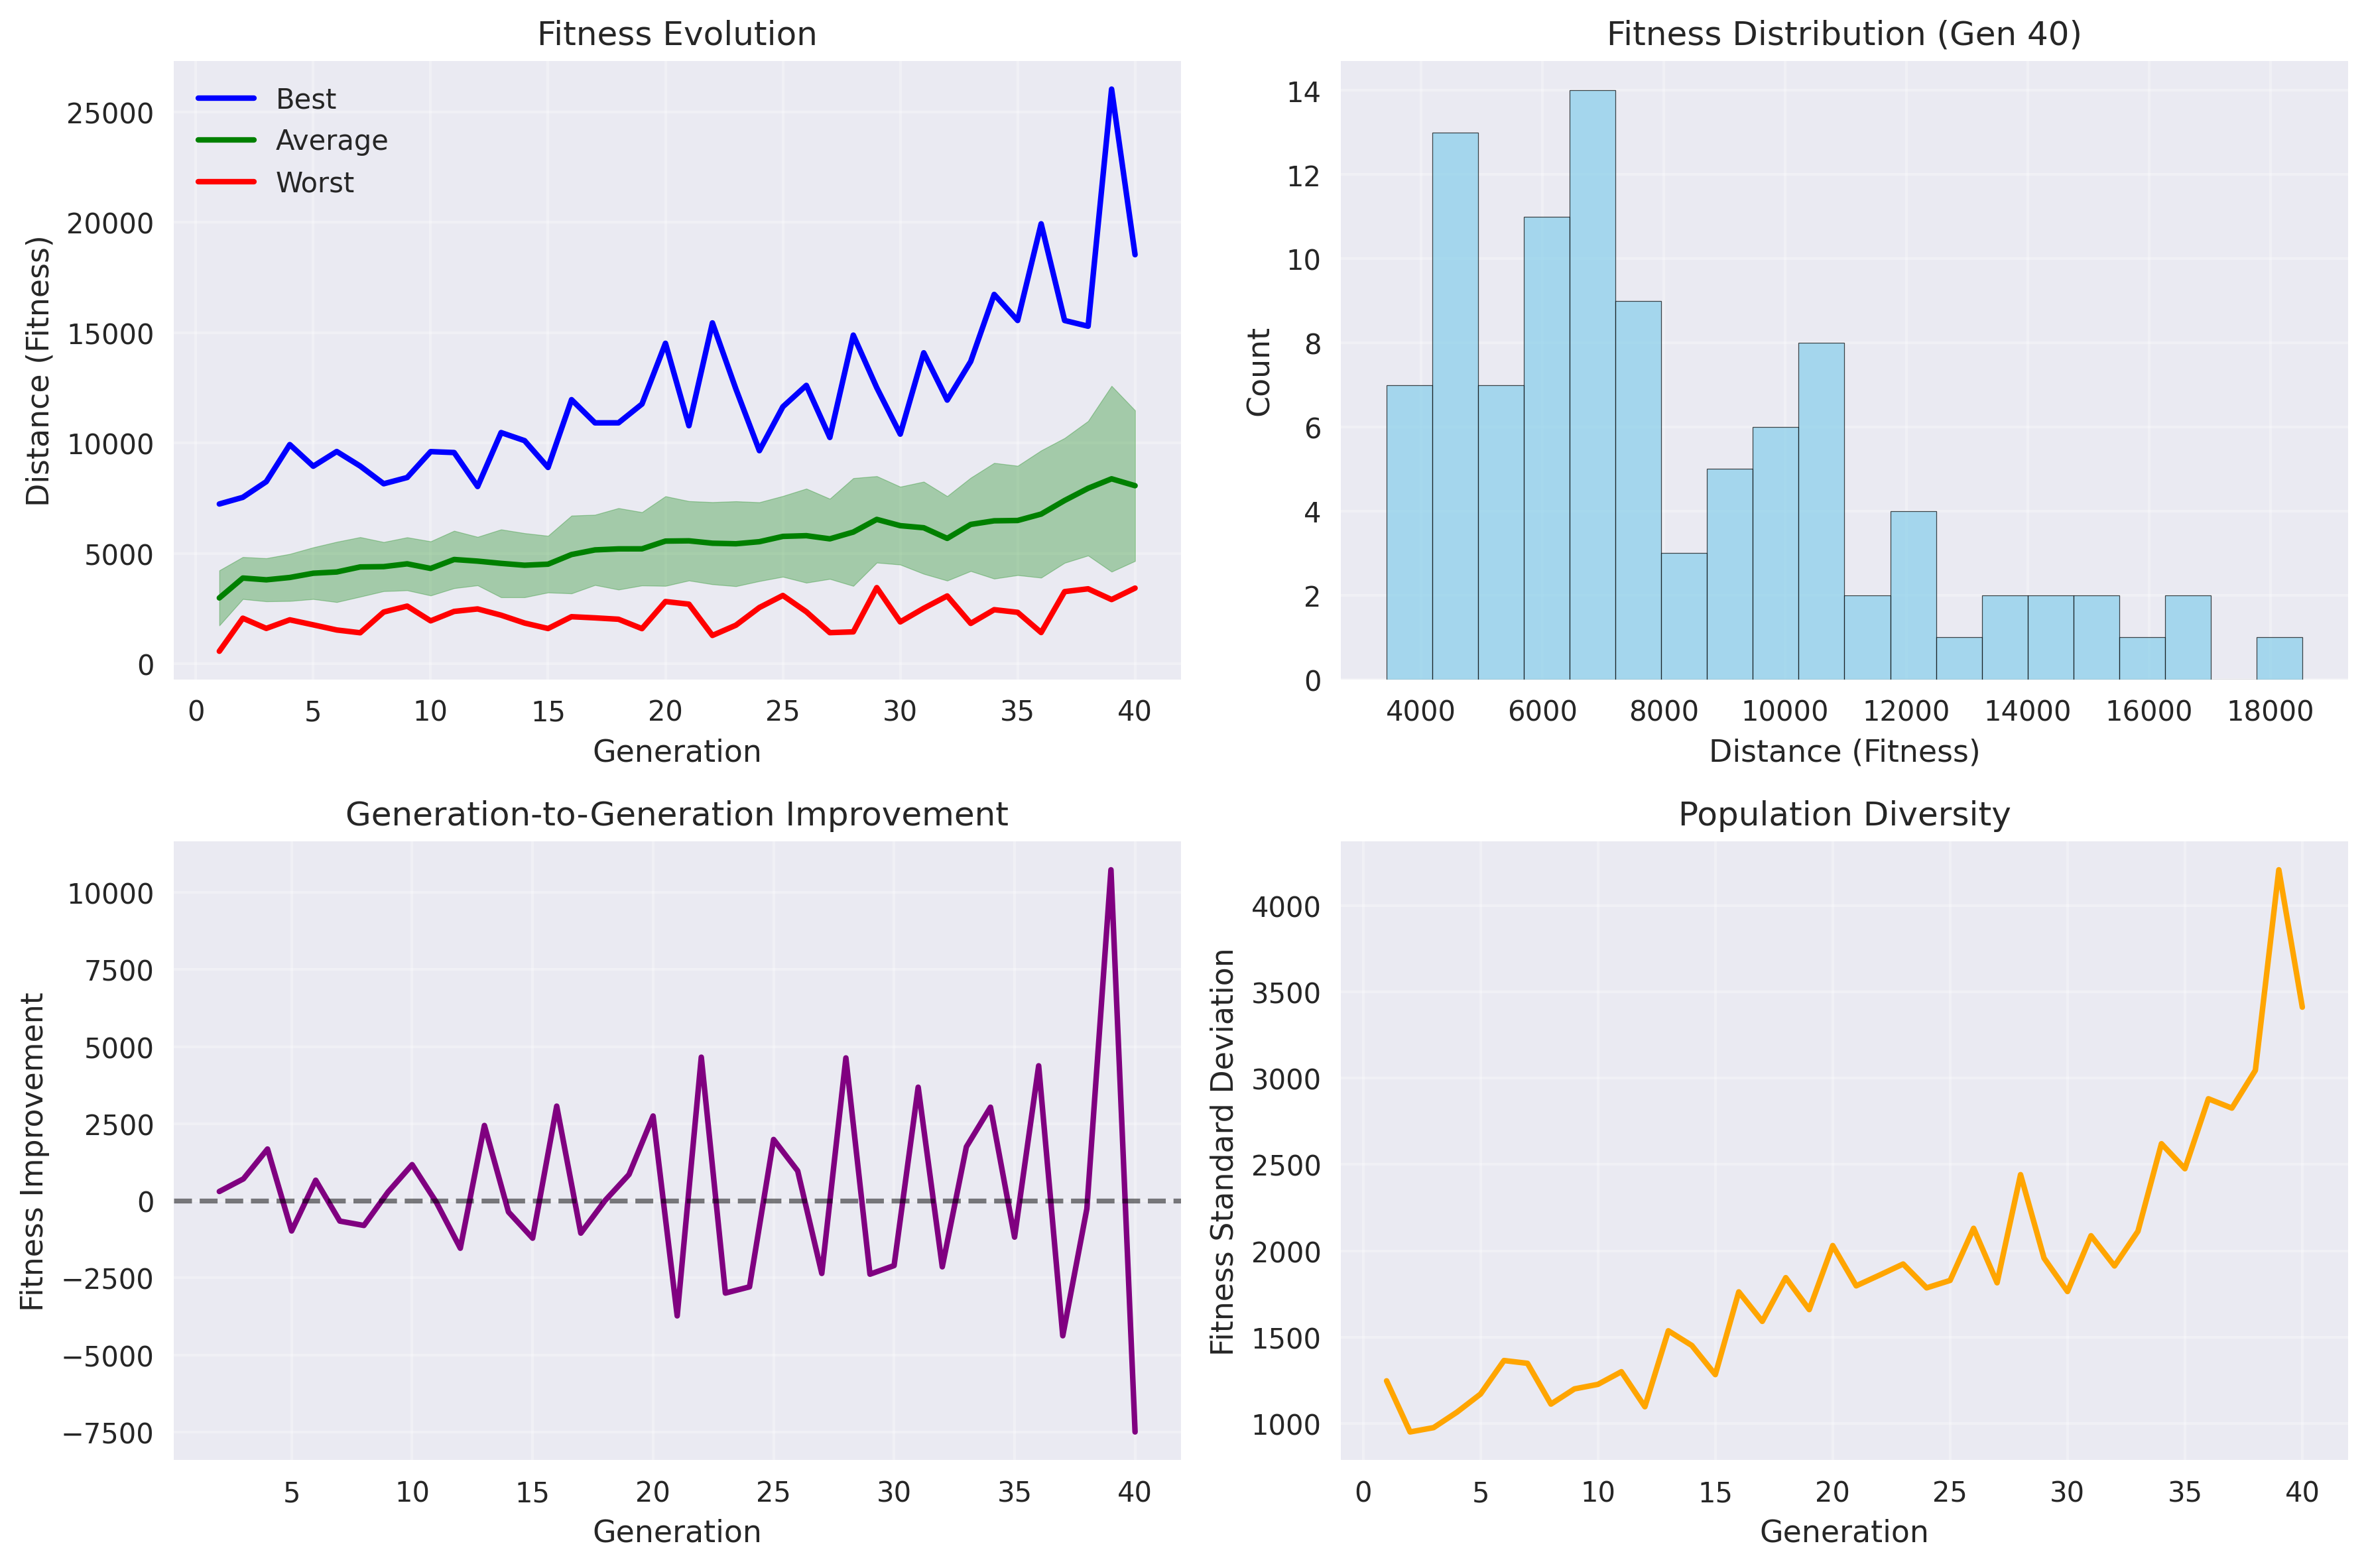 Fitness Evolution
Distance (Fitness)
25000
20000
15000
10000
5000
0
Best
Average
Worst
0 5 10 15 20 25 30 35 40
Generation
Fitness Distribution (Gen 40)
Count
14
12
10
8
6
4
2
0
4000 6000 8000 10000 12000 14000 16000 18000
Distance (Fitness)
Generation-to-Generation Improvement
Fitness Improvement
10000
7500
5000
2500
0
−2500
−5000
−7500
5 10 15 20 25 30 35 40
Generation
Population Diversity
Fitness Standard Deviation
4000
3500
3000
2500
2000
1500
1000
0 5 10 15 20 25 30 35 40
Generation